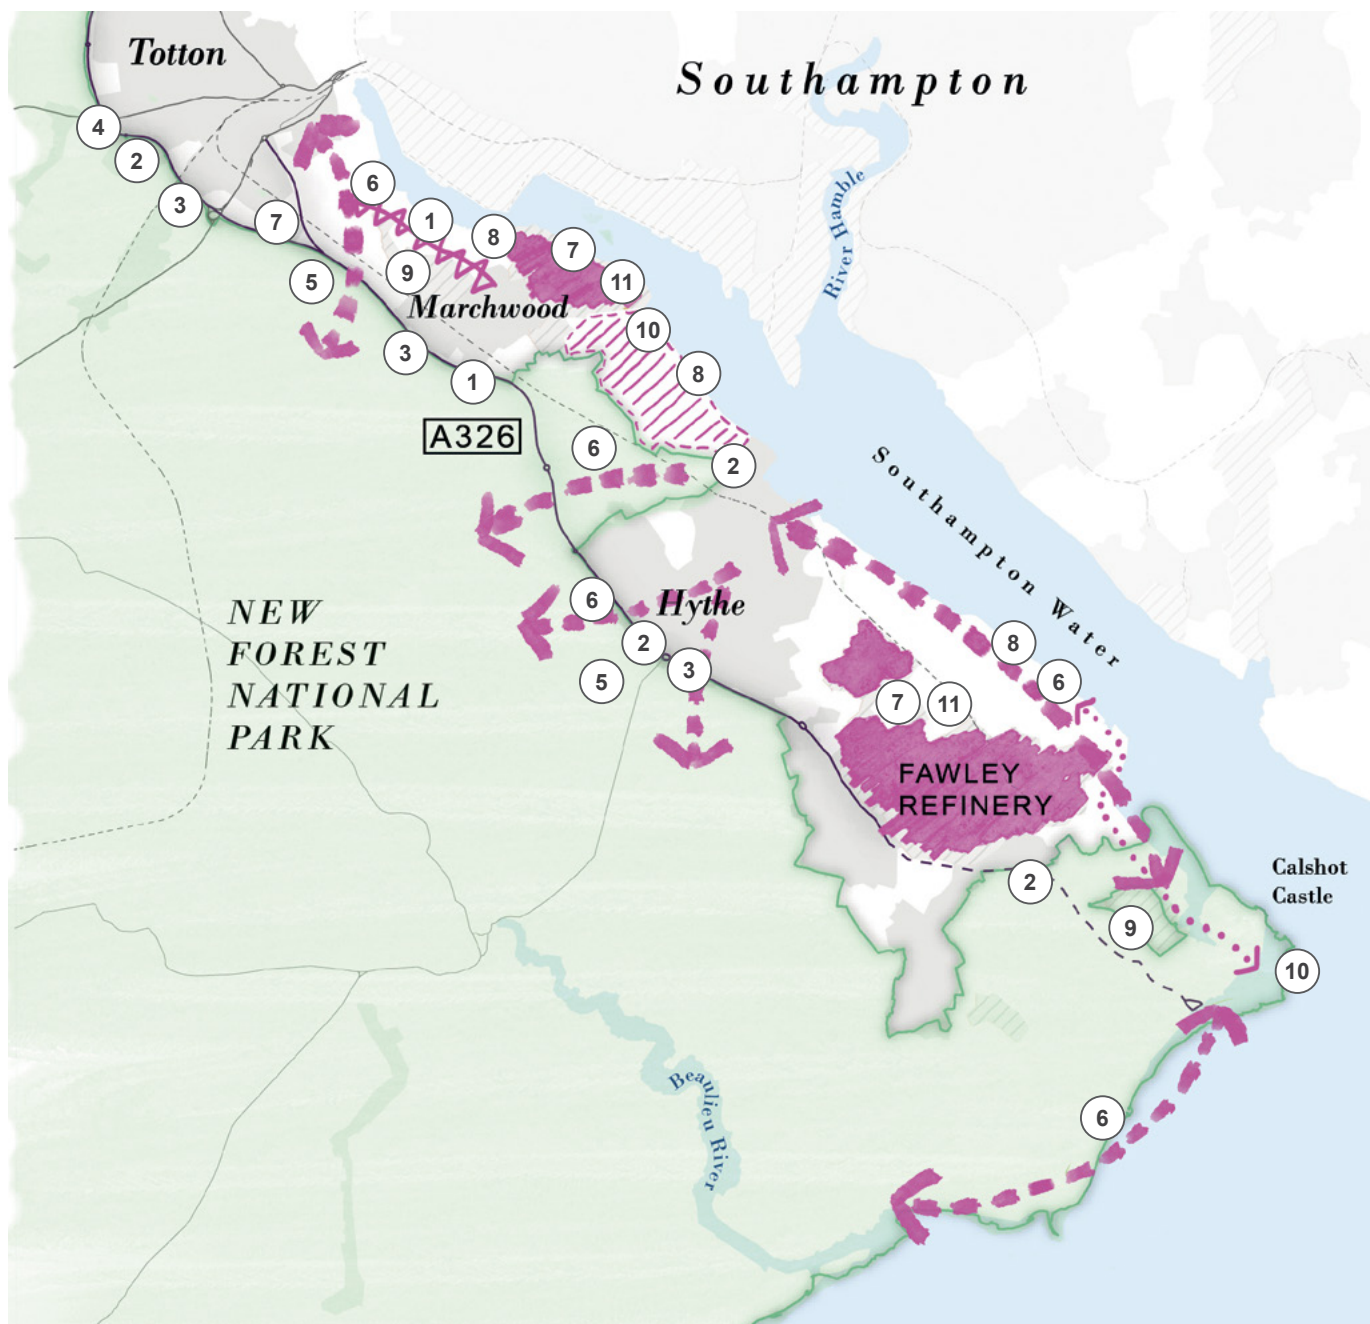 Totton
Southampton
4
2
3
7
5
6
1
8
7
9
11
Marchwood
10
River Hamble
3
1
8
A326
6
2
Southampton Water
NEW
FOREST
NATIONAL
PARK
Hythe
6
2
3
5
8
6
7
11
FAWLEY
REFINERY
2
9
Calshot
Castle
10
Beaulieu River
6